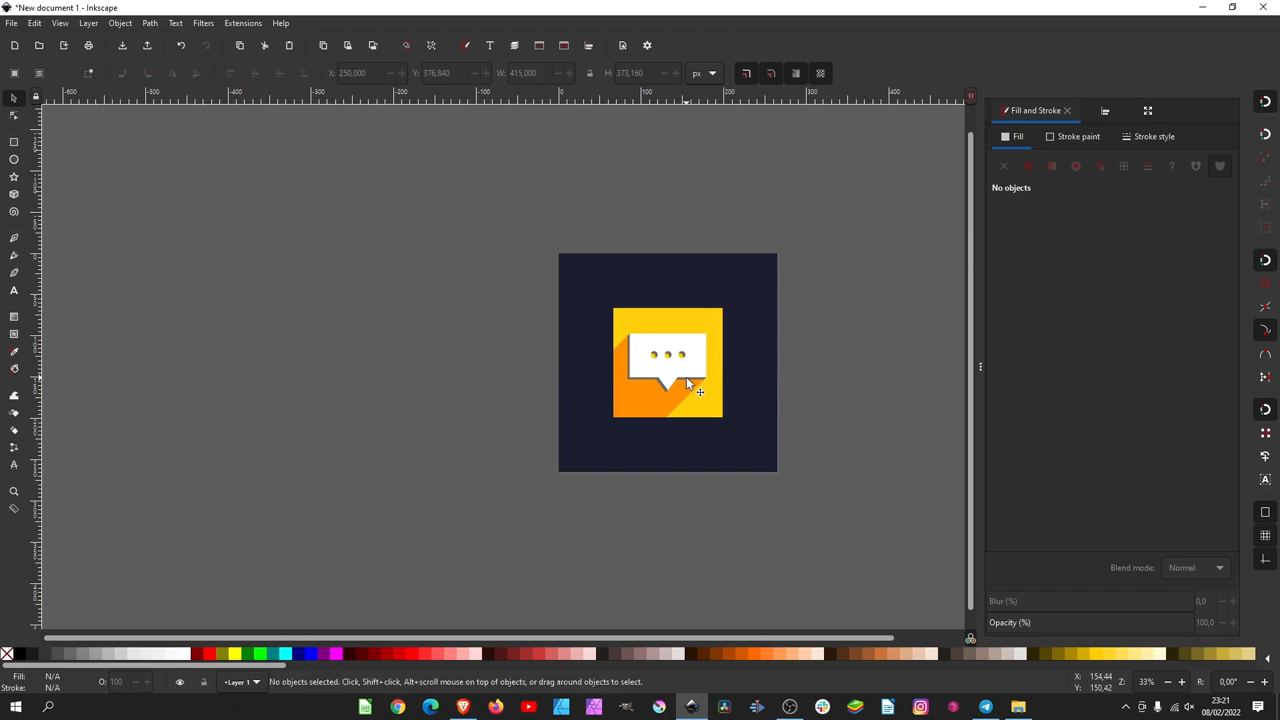 *New document 1 - Inkscape
File Edit View Layer Object Path Text Filters Extensions Help
X: 250,000 Y: 376,840 W: 415,000 H: 373,160 px
Fill and Stroke
Fill Stroke paint Stroke style
No objects
Blend mode: Normal
Blur (%) 0,0
Opacity (%) 100,0
Fill: N/A
Stroke: N/A
O: 100
Layer 1
No objects selected. Click, Shift+click, Alt+scroll mouse on top of objects, or drag around objects to select.
X: 154,44
Y: 150,42
Z: 33%
R: 0,00°
23:21
08/02/2022